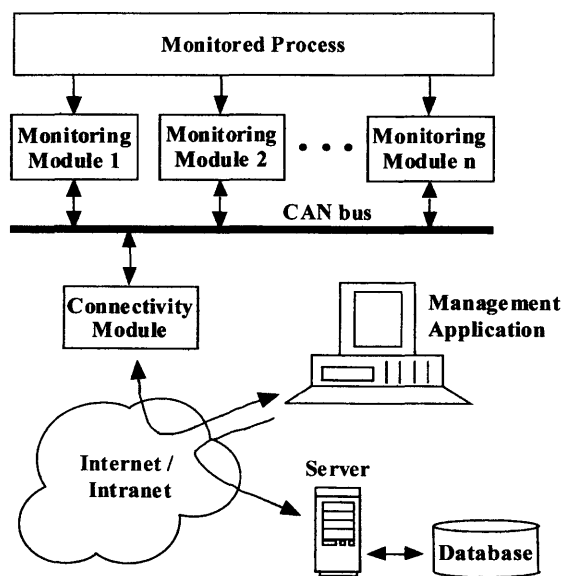 Monitored Process
Monitoring
Module 1
Monitoring
Module 2
Monitoring
Module n
CAN bus
Connectivity
Module
Management
Application
Internet /
Intranet
Server
Database